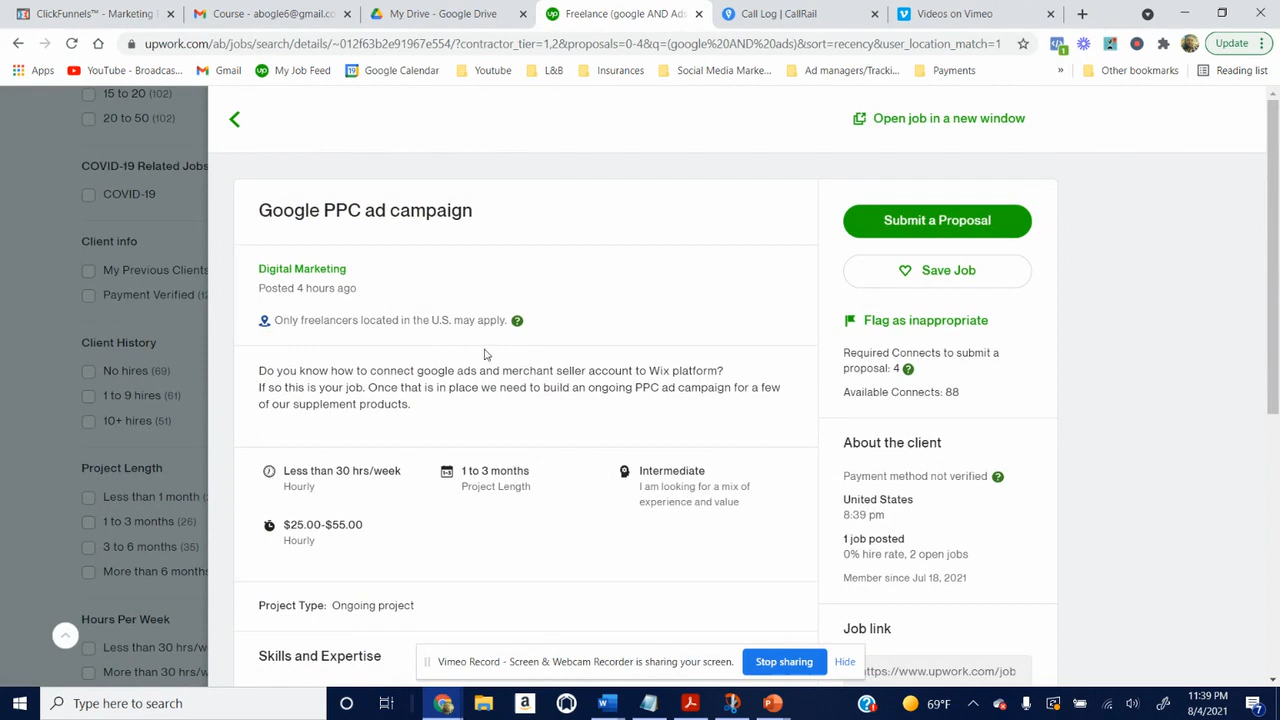 ClickFunnels™ - Marketing F
Course - abogle6@gmail.co
My Drive - Google Drive
Freelance (google AND Ads
Call Log | CallRail
Videos on Vimeo
upwork.com/ab/jobs/search/details/~011f63b2e91967e554/?contractor_tier=1,2&proposals=0-4&q=(google%20AND%20ads)&sort=recency&user_location_match=1
Update
Apps
YouTube - Broadcas...
Gmail
My Job Feed
Google Calendar
Youtube
L&B
Insurances
Social Media Marke...
Ad managers/Tracki...
Payments
»
Other bookmarks
Reading list
15 to 20 (102)
20 to 50 (102)
COVID-19 Related Jobs
COVID-19
Client info
My Previous Clients
Payment Verified (12
Client History
No hires (69)
1 to 9 hires (61)
10+ hires (51)
Project Length
Less than 1 month (
1 to 3 months (26)
3 to 6 months (35)
More than 6 months
Hours Per Week
Less than 30 hrs/week
More than 30 hrs/week
Open job in a new window
Google PPC ad campaign
Digital Marketing
Posted 4 hours ago
Only freelancers located in the U.S. may apply.
Do you know how to connect google ads and merchant seller account to Wix platform?
If so this is your job. Once that is in place we need to build an ongoing PPC ad campaign for a few
of our supplement products.
Less than 30 hrs/week
Hourly
1 to 3 months
Project Length
Intermediate
I am looking for a mix of
experience and value
$25.00-$55.00
Hourly
Project Type: Ongoing project
Skills and Expertise
Submit a Proposal
Save Job
Flag as inappropriate
Required Connects to submit a
proposal: 4
Available Connects: 88
About the client
Payment method not verified
United States
8:39 pm
1 job posted
0% hire rate, 2 open jobs
Member since Jul 18, 2021
Job link
https://www.upwork.com/job
Vimeo Record - Screen & Webcam Recorder is sharing your screen.
Stop sharing
Hide
Type here to search
69°F
11:39 PM
8/4/2021